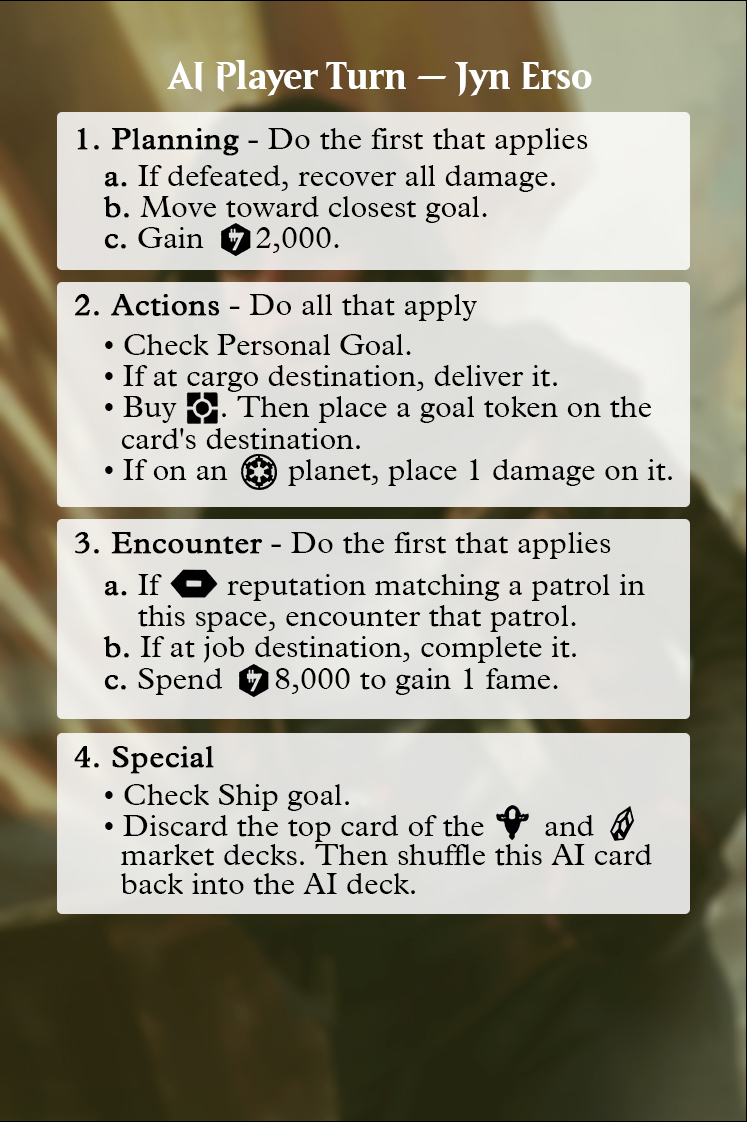 AI Player Turn — Jyn Erso
1. Planning - Do the first that applies
a. If defeated, recover all damage.
b. Move toward closest goal.
c. Gain 2,000.
2. Actions - Do all that apply
• Check Personal Goal.
• If at cargo destination, deliver it.
• Buy . Then place a goal token on the
card's destination.
• If on an planet, place 1 damage on it.
3. Encounter - Do the first that applies
a. If reputation matching a patrol in
this space, encounter that patrol.
b. If at job destination, complete it.
c. Spend 8,000 to gain 1 fame.
4. Special
• Check Ship goal.
• Discard the top card of the and
market decks. Then shuffle this AI card
back into the AI deck.